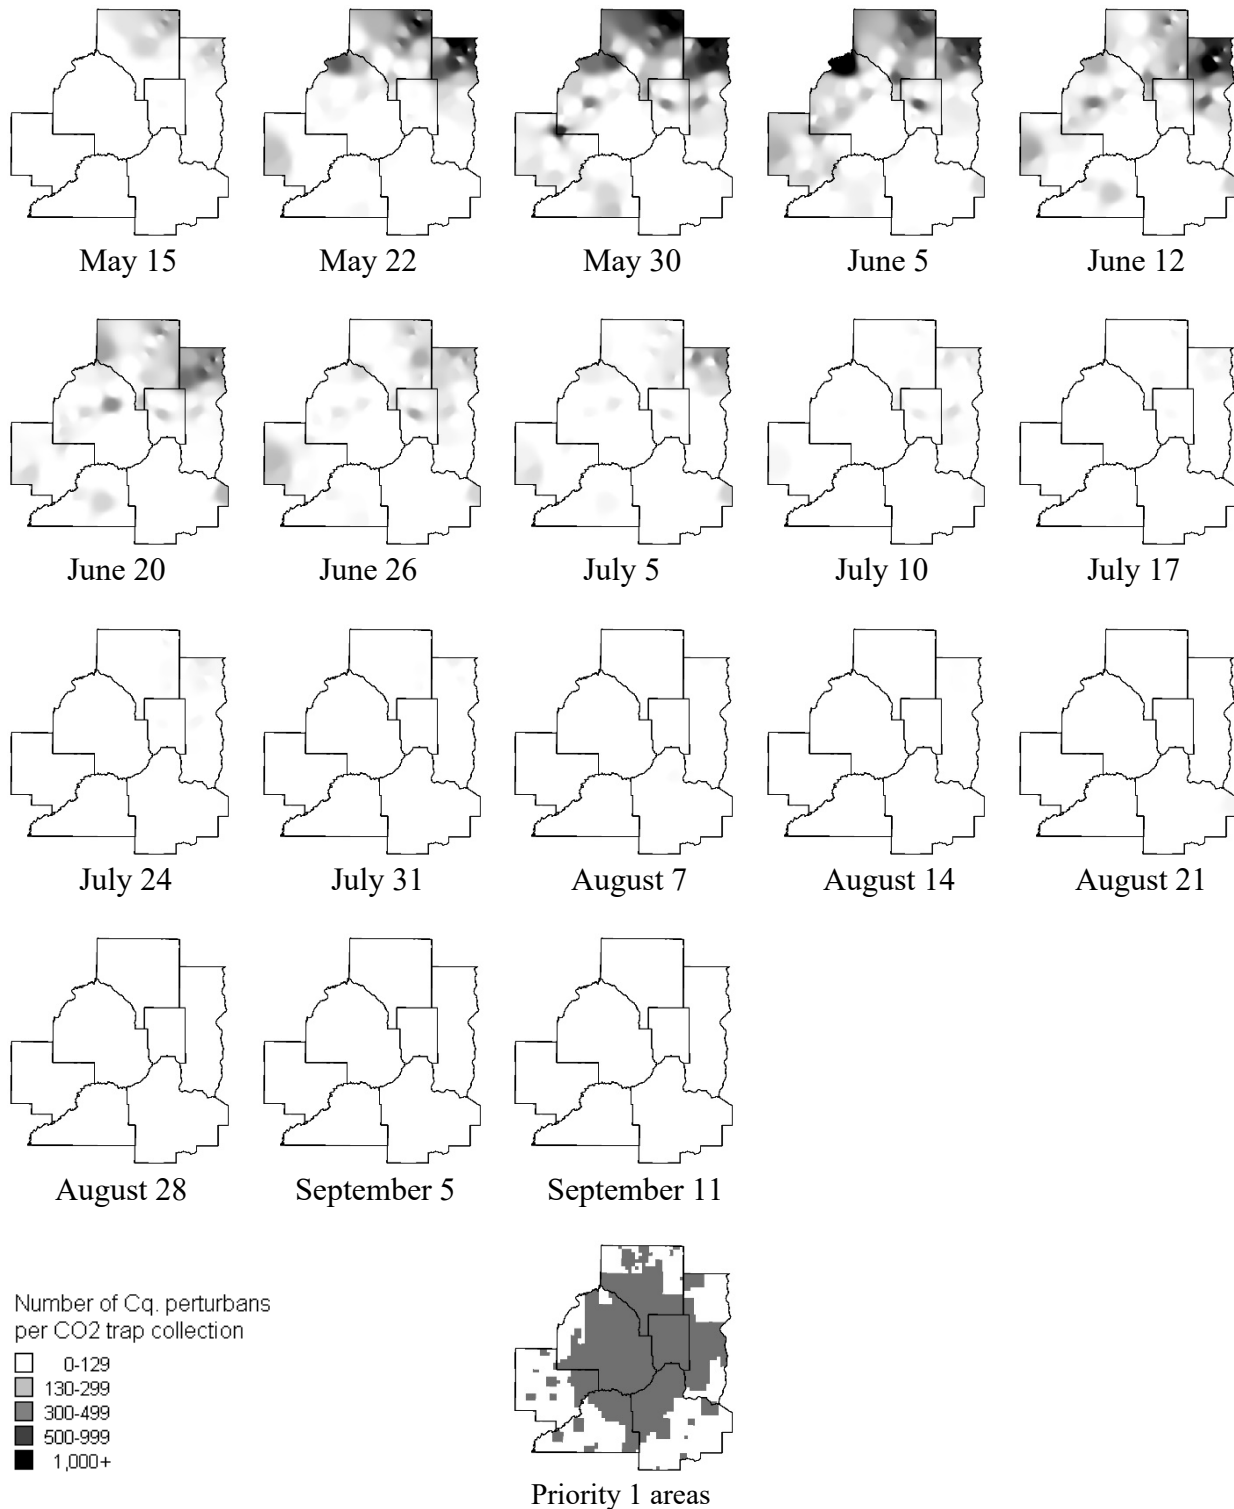 May 15
May 22
May 30
June 5
June 12
June 20
June 26
July 5
July 10
July 17
July 24
July 31
August 7
August 14
August 21
August 28
September 5
September 11
Number of Cq. perturbans
per CO2 trap collection
0-129
130-299
300-499
500-999
1,000+
Priority 1 areas